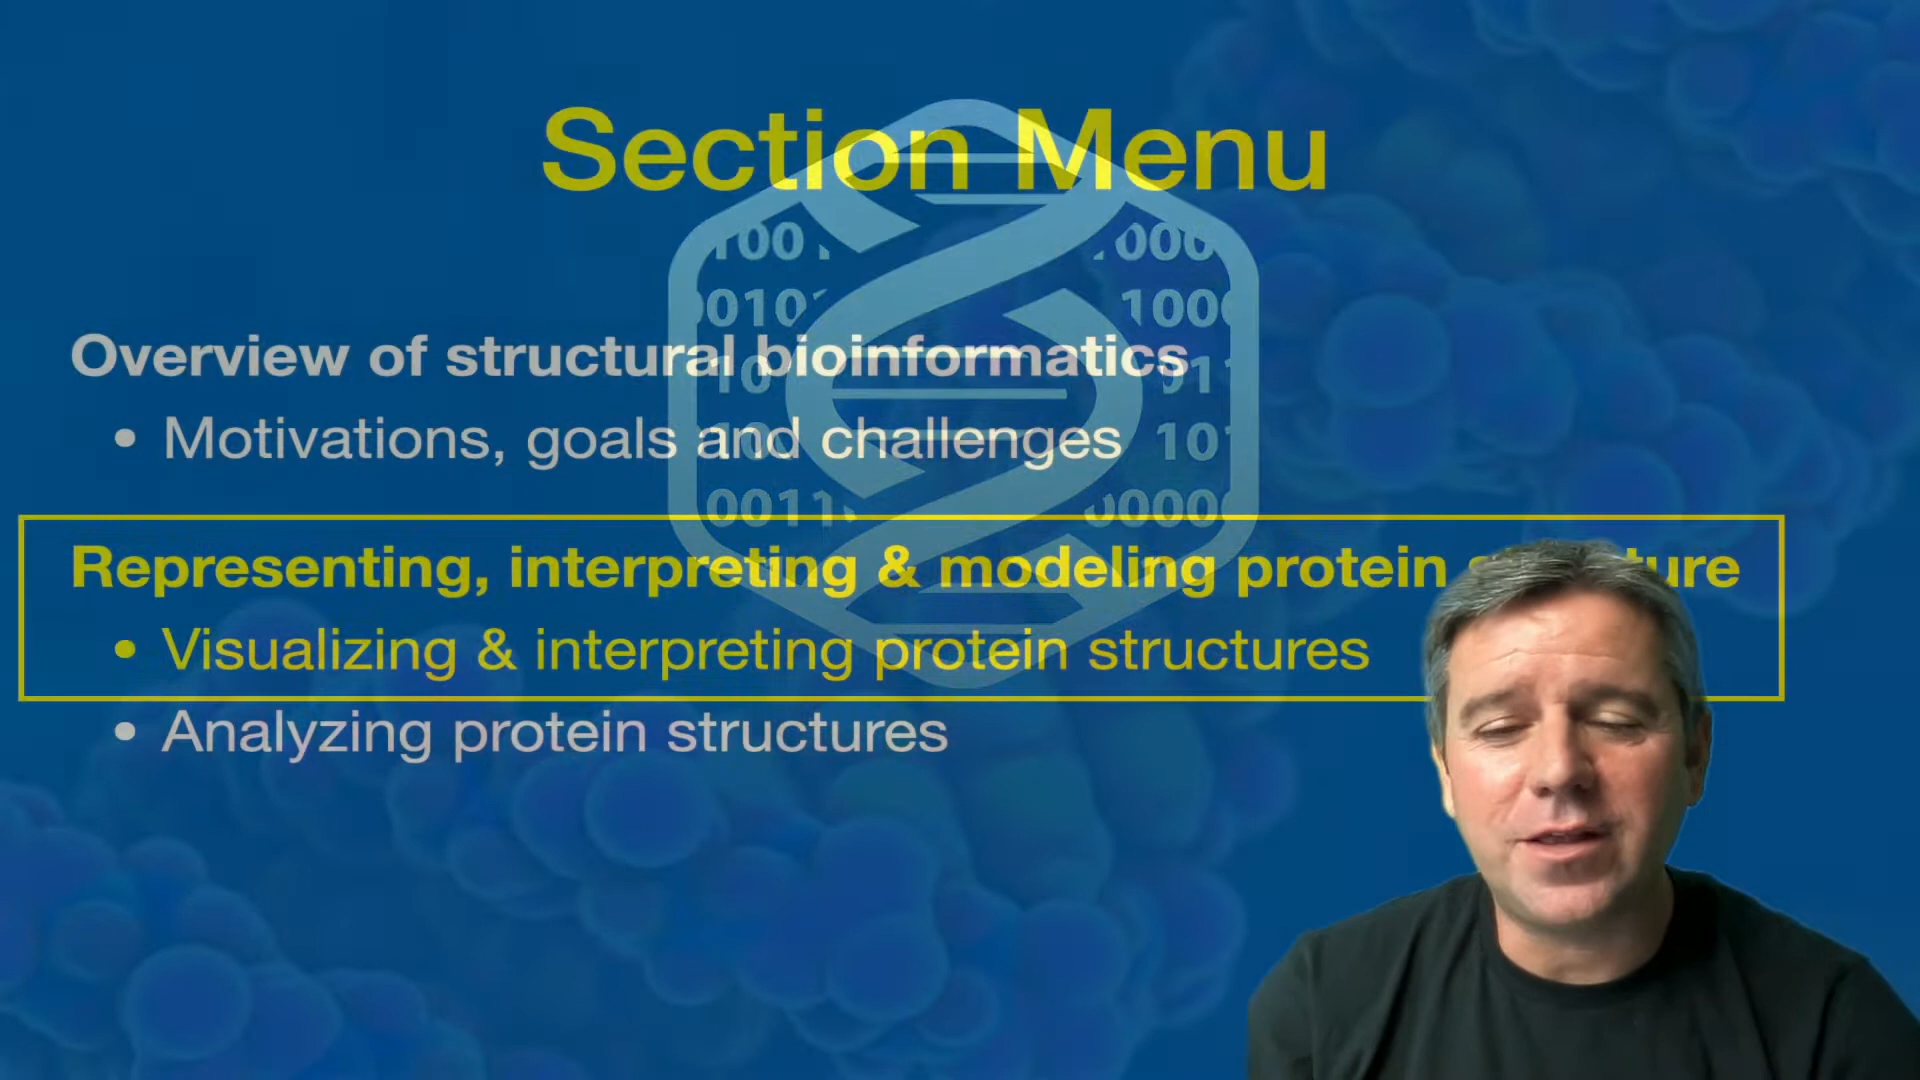 Section Menu
Overview of structural bioinformatics
• Motivations, goals and challenges
Representing, interpreting & modeling protein
• Visualizing & interpreting protein structures
• Analyzing protein structures